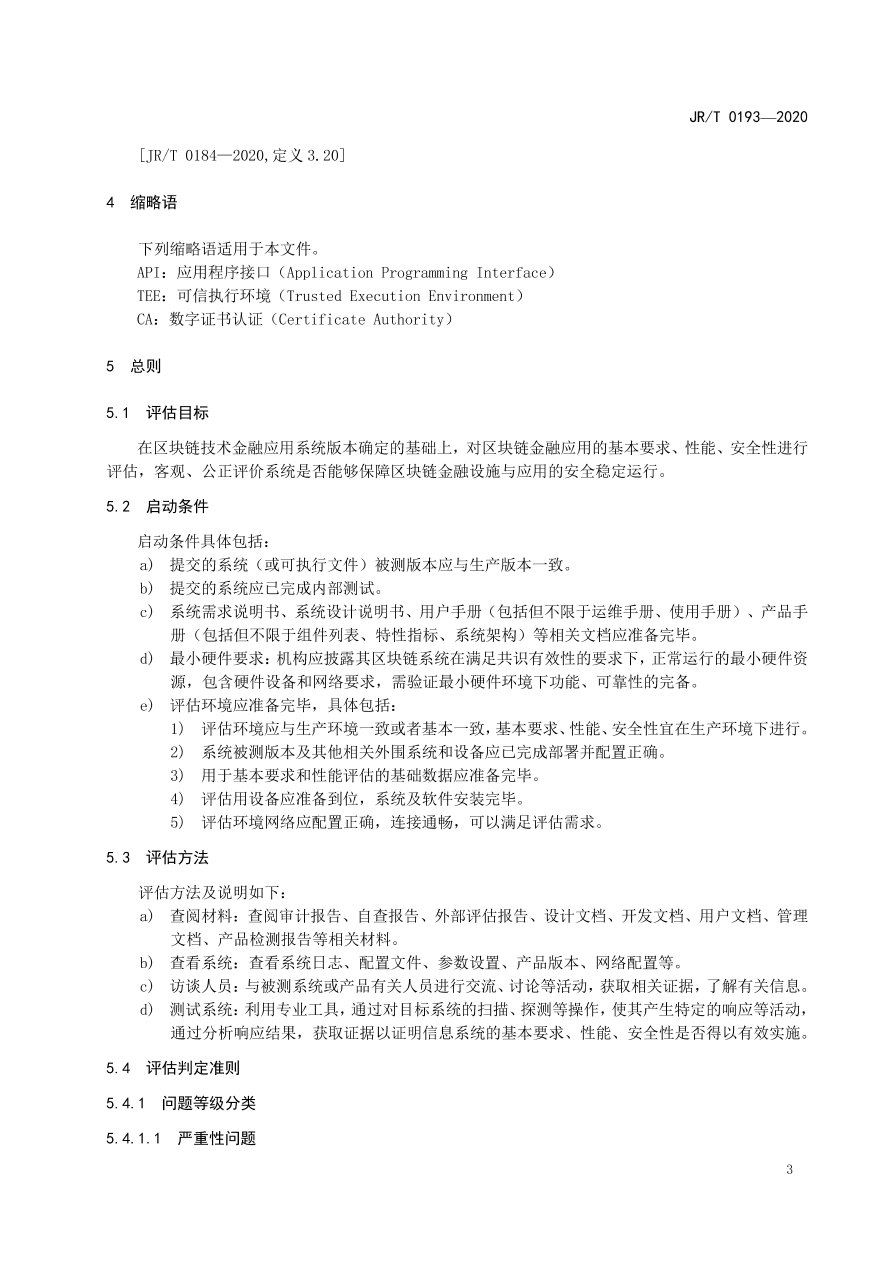 JR/T 0193—2020
[JR/T 0184—2020,定义 3.20]
4 缩略语
下列缩略语适用于本文件。
API：应用程序接口（Application Programming Interface）
TEE：可信执行环境（Trusted Execution Environment）
CA：数字证书认证（Certificate Authority）
5 总则
5.1 评估目标
在区块链技术金融应用系统版本确定的基础上，对区块链金融应用的基本要求、性能、安全性进行
评估，客观、公正评价系统是否能够保障区块链金融设施与应用的安全稳定运行。
5.2 启动条件
启动条件具体包括：
a) 提交的系统（或可执行文件）被测版本应与生产版本一致。
b) 提交的系统应已完成内部测试。
c) 系统需求说明书、系统设计说明书、用户手册（包括但不限于运维手册、使用手册）、产品手
册（包括但不限于组件列表、特性指标、系统架构）等相关文档应准备完毕。
d) 最小硬件要求：机构应披露其区块链系统在满足共识有效性的要求下，正常运行的最小硬件资
源，包含硬件设备和网络要求，需验证最小硬件环境下功能、可靠性的完备。
e) 评估环境应准备完毕，具体包括：
1) 评估环境应与生产环境一致或者基本一致，基本要求、性能、安全性宜在生产环境下进行。
2) 系统被测版本及其他相关外围系统和设备应已完成部署并配置正确。
3) 用于基本要求和性能评估的基础数据应准备完毕。
4) 评估用设备应准备到位，系统及软件安装完毕。
5) 评估环境网络应配置正确，连接通畅，可以满足评估需求。
5.3 评估方法
评估方法及说明如下：
a) 查阅材料：查阅审计报告、自查报告、外部评估报告、设计文档、开发文档、用户文档、管理
文档、产品检测报告等相关材料。
b) 查看系统：查看系统日志、配置文件、参数设置、产品版本、网络配置等。
c) 访谈人员：与被测系统或产品有关人员进行交流、讨论等活动，获取相关证据，了解有关信息。
d) 测试系统：利用专业工具，通过对目标系统的扫描、探测等操作，使其产生特定的响应等活动，
通过分析响应结果，获取证据以证明信息系统的基本要求、性能、安全性是否得以有效实施。
5.4 评估判定准则
5.4.1 问题等级分类
5.4.1.1 严重性问题
3